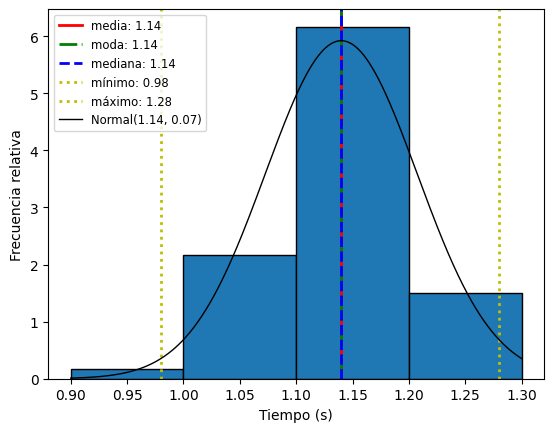 media: 1.14
moda: 1.14
mediana: 1.14
mínimo: 0.98
máximo: 1.28
Normal(1.14, 0.07)
Frecuencia relativa
6
5
4
3
2
1
0
0.90 0.95 1.00 1.05 1.10 1.15 1.20 1.25 1.30
Tiempo (s)